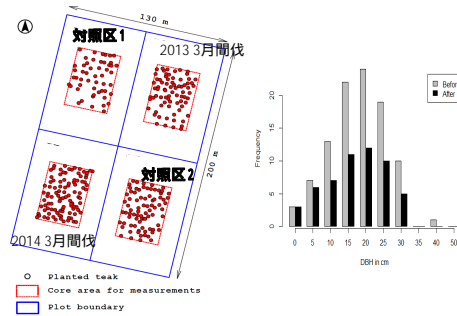 130 m
対照区1
2013 3月間伐
200 m
対照区2
2014 3月間伐
Planted teak
Core area for measurements
Plot boundary
Before
After
Frequency
0
5
10
15
20
0
5
10
15
20
25
30
35
40
50
DBH in cm